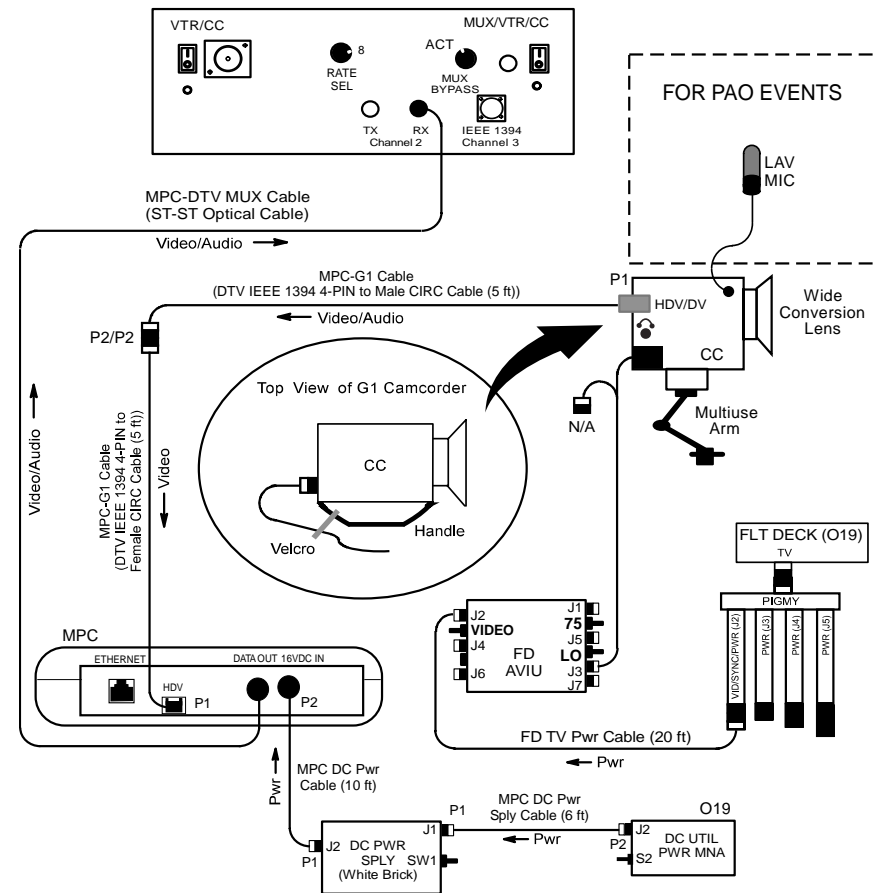 VTR/CC
MUX/VTR/CC
8
RATE
SEL
ACT
MUX
BYPASS
TX
RX
Channel 2
IEEE 1394
Channel 3
FOR PAO EVENTS
LAV
MIC
MPC-DTV MUX Cable
(ST-ST Optical Cable)
Video/Audio
MPC-G1 Cable
(DTV IEEE 1394 4-PIN to Male CIRC Cable (5 ft))
Video/Audio
P1
HDV/DV
CC
Wide
Conversion
Lens
P2/P2
N/A
Multiuse
Arm
Top View of G1 Camcorder
CC
Handle
Velcro
Video/Audio
MPC-G1 Cable
(DTV IEEE 1394 4-PIN to
Female CIRC Cable (5 ft))
Video
FLT DECK (O19)
TV
PIGMY
VID/SYNC/PWR (J2)
PWR (J3)
PWR (J4)
PWR (J5)
J2
VIDEO
J4
J6
FD
AVIU
J1
75
J5
LO
J3
J7
MPC
ETHERNET
HDV
P1
DATA OUT
16VDC IN
P2
FD TV Pwr Cable (20 ft)
Pwr
MPC DC Pwr
Cable (10 ft)
Pwr
MPC DC Pwr
Sply Cable (6 ft)
Pwr
P1
J2
P1
DC PWR
SPLY
(White Brick)
J1
SW1
O19
P2
J2
S2
DC UTIL
PWR MNA